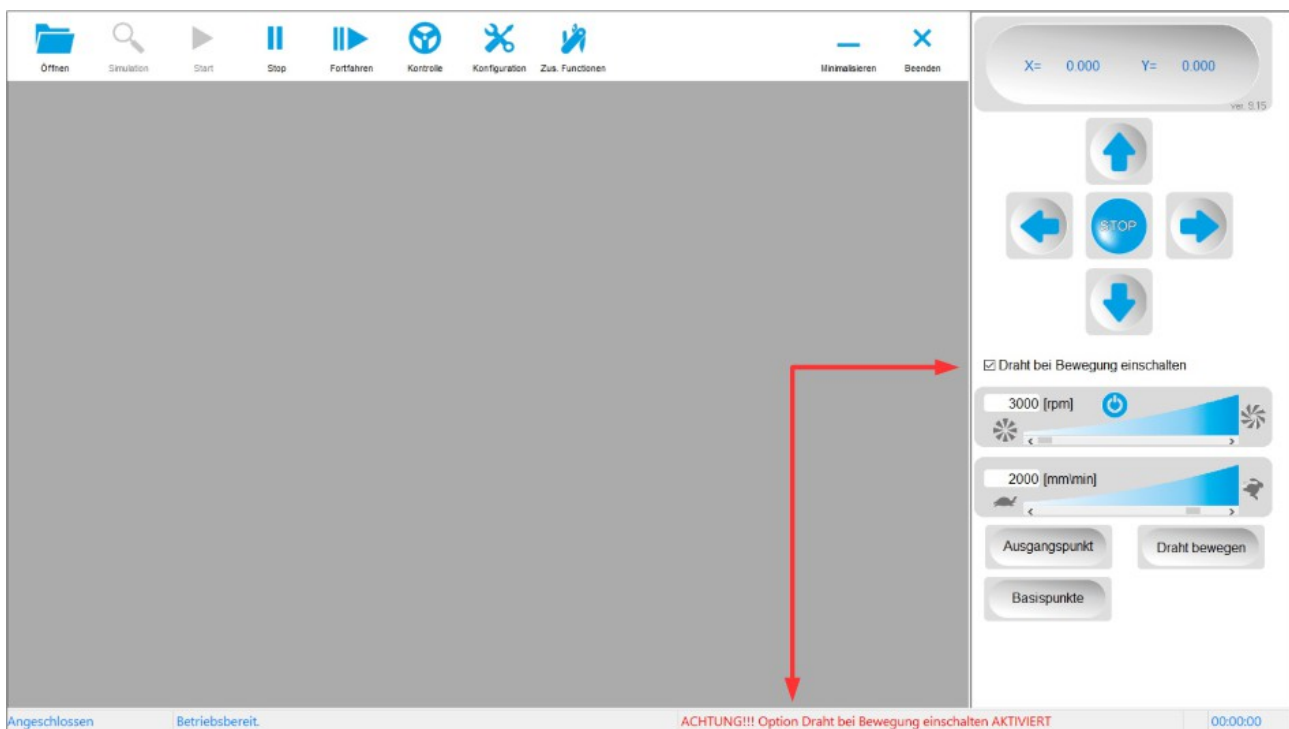 Öffnen Simulation Start Stop Fortfahren Kontrolle Konfiguration Zus. Functionen Minimalisieren Beenden
X= 0.000 Y= 0.000
ver. 9.15
STOP
Draht bei Bewegung einschalten
3000 [rpm]
2000 [mm\min]
Ausgangspunkt Draht bewegen
Basispunkte
Angeschlossen Betriebsbereit. ACHTUNG!!! Option Draht bei Bewegung einschalten AKTIVIERT 00:00:00